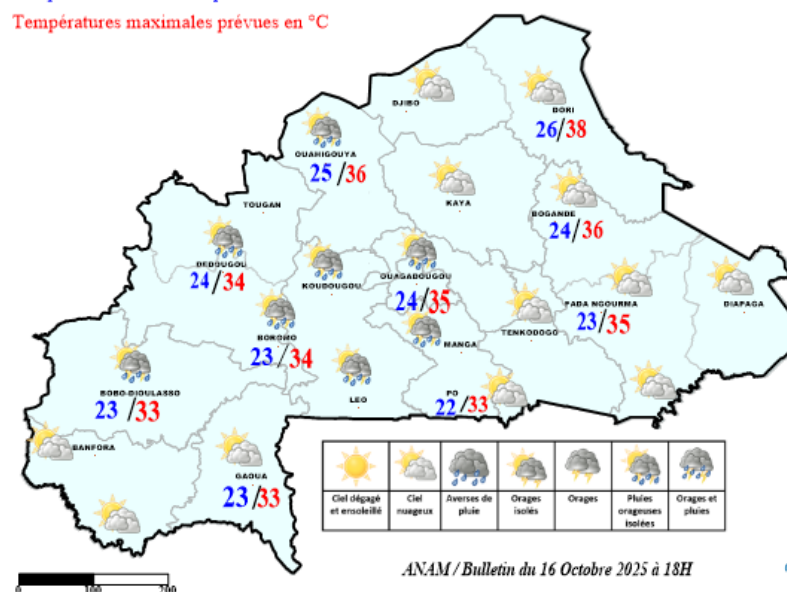 Températures maximales prévues en °C
DJIBO
DORI
26/38
OUAHIGOUYA
25 /36
TOUGAN
KAYA
BOGANDE
24/36
DEDOUGOU
24/34
KOUDOUGOU
OUAGADOUGOU
24/35
FADA NGOURMA
23/35
DIAPAGA
TENKODOGO
BOROMO
23/34
MANGA
BOBO-DIOULASSO
23 /33
LEO
PO
22/33
BANFORA
GAOUA
23/33
Ciel dégagé et ensoleillé
Ciel nuageux
Averses de pluie
Orages isolés
Orages
Pluies orageuses isolées
Orages et pluies
ANAM / Bulletin du 16 Octobre 2025 à 18H
0 100 200